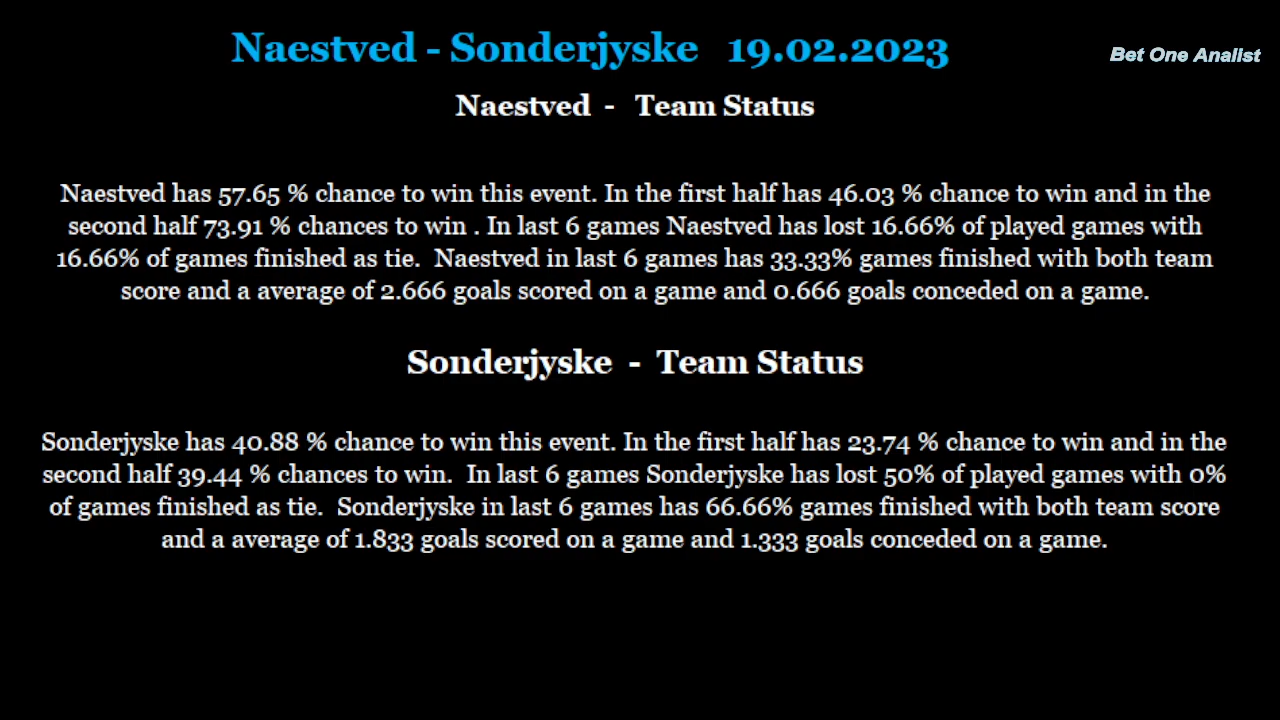 Naestved - Sonderjyske   19.02.2023
Bet One Analist
Naestved  -   Team Status
Naestved has 57.65 % chance to win this event. In the first half has 46.03 % chance to win and in the
second half 73.91 % chances to win . In last 6 games Naestved has lost 16.66% of played games with
16.66% of games finished as tie.  Naestved in last 6 games has 33.33% games finished with both team
score and a average of 2.666 goals scored on a game and 0.666 goals conceded on a game.
Sonderjyske  -  Team Status
Sonderjyske has 40.88 % chance to win this event. In the first half has 23.74 % chance to win and in the
second half 39.44 % chances to win.  In last 6 games Sonderjyske has lost 50% of played games with 0%
of games finished as tie.  Sonderjyske in last 6 games has 66.66% games finished with both team score
and a average of 1.833 goals scored on a game and 1.333 goals conceded on a game.